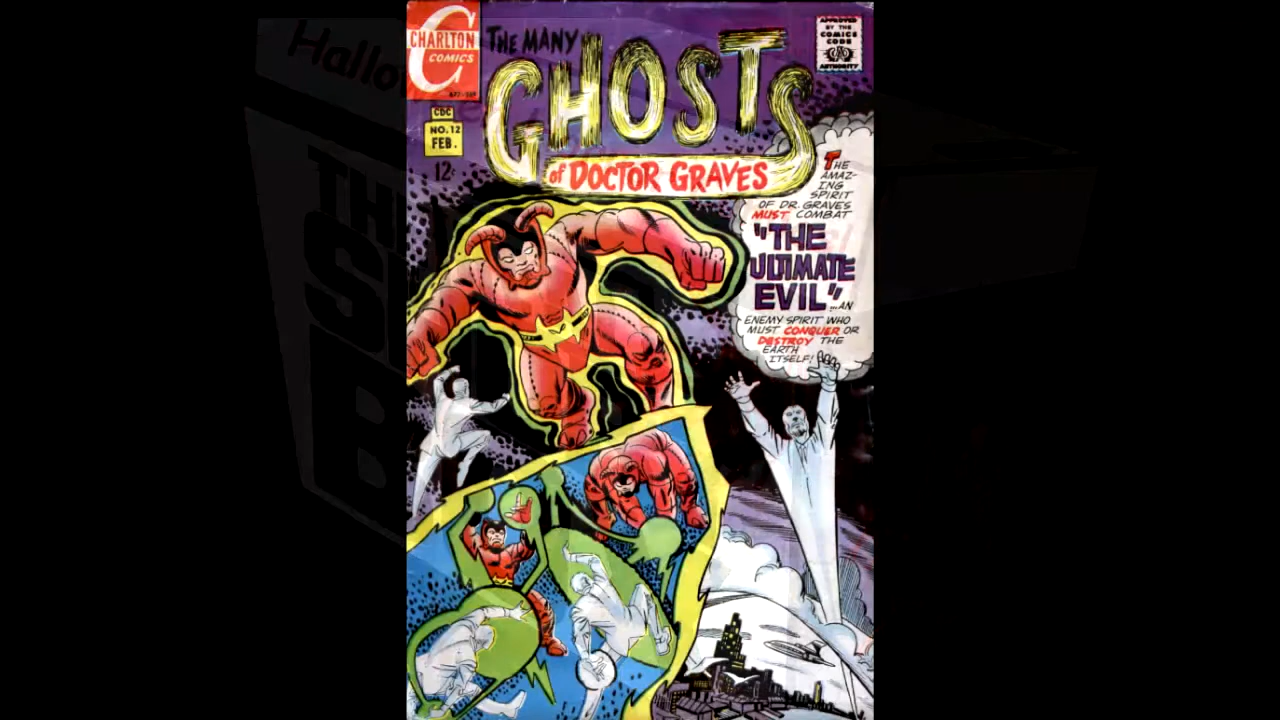 Hallo
CHARLTON
COMICS
THE MANY
GHOSTS
of DOCTOR GRAVES
APPROVED
BY THE
COMICS
CODE
AUTHORITY
CDC
NO. 12
FEB.
12¢
THE
AMAZ-
ING
SPIRIT
OF DR. GRAVES
MUST COMBAT
"THE
ULTIMATE
EVIL"
...AN
ENEMY SPIRIT WHO
MUST CONQUER OR
DESTROY THE
EARTH
ITSELF!